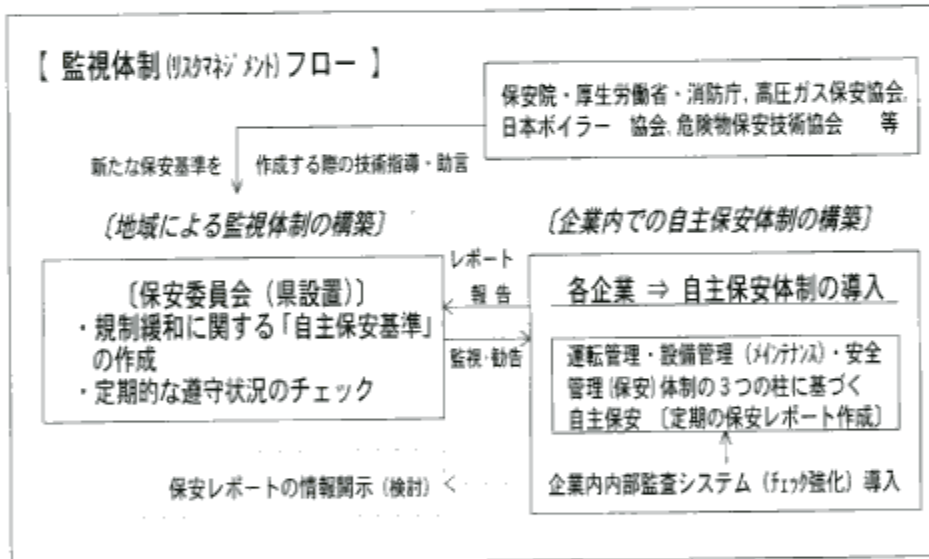 【 監視体制(リスクマネジメント)フロー 】
保安院・厚生労働省・消防庁, 高圧ガス保安協会,
日本ボイラー 協会, 危険物保安技術協会 等
新たな保安基準を 作成する際の技術指導・助言
〔地域による監視体制の構築〕
〔企業内での自主保安体制の構築〕
〔保安委員会(県設置)〕
・規制緩和に関する「自主保安基準」
の作成
・定期的な遵守状況のチェック
レポート
報 告
監視・勧告
各企業 ⇒ 自主保安体制の導入
運転管理・設備管理(メインテナンス)・安全
管理(保安)体制の3つの柱に基づく
自主保安 〔定期の保安レポート作成〕
企業内内部監査システム(チェック強化)導入
保安レポートの情報開示(検討)